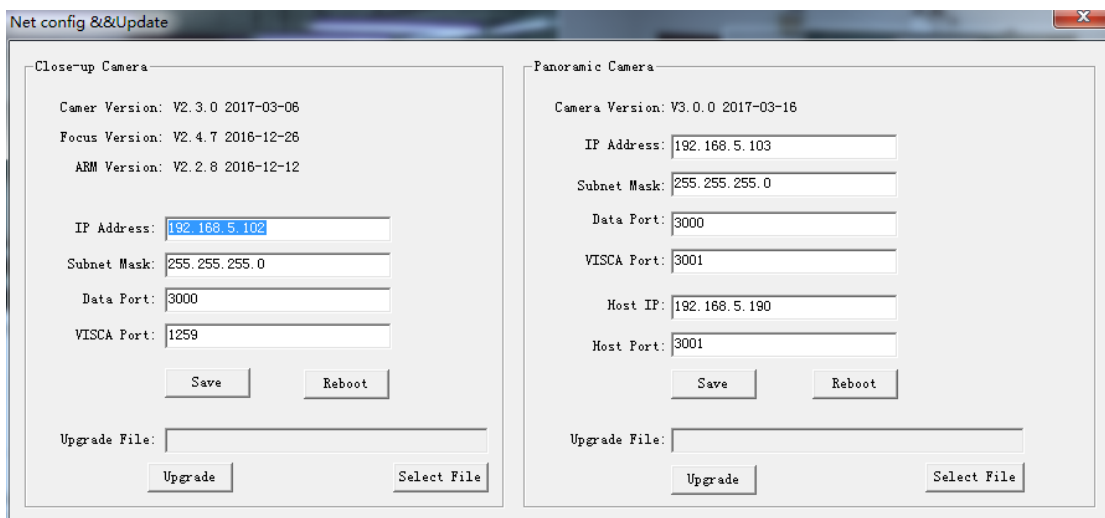 Net config &&Update
Close-up Camera
Camer Version: V2.3.0 2017-03-06
Focus Version: V2.4.7 2016-12-26
ARM Version: V2.2.8 2016-12-12
IP Address: 192.168.5.102
Subnet Mask: 255.255.255.0
Data Port: 3000
VISCA Port: 1259
Save Reboot
Upgrade File:
Upgrade Select File
Panoramic Camera
Camera Version: V3.0.0 2017-03-16
IP Address: 192.168.5.103
Subnet Mask: 255.255.255.0
Data Port: 3000
VISCA Port: 3001
Host IP: 192.168.5.190
Host Port: 3001
Save Reboot
Upgrade File:
Upgrade Select File